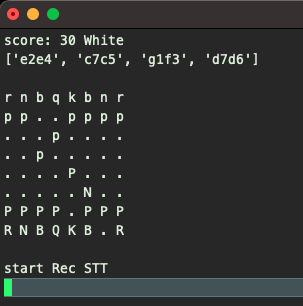 score: 30 White
['e2e4', 'c7c5', 'g1f3', 'd7d6']
r n b q k b n r
p p . . p p p p
. . . p . . . .
. . p . . . . .
. . . . P . . .
. . . . . N . .
P P P P . P P P
R N B Q K B . R
start Rec STT